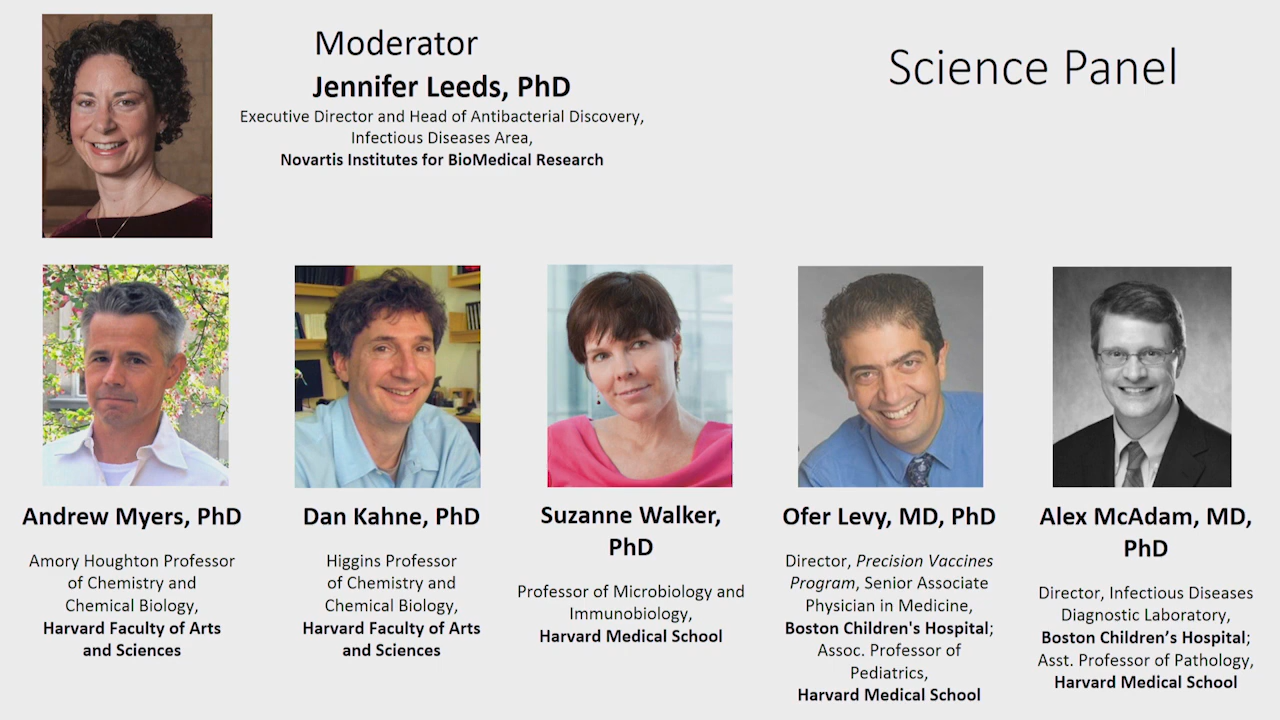 Moderator
Jennifer Leeds, PhD
Executive Director and Head of Antibacterial Discovery,
Infectious Diseases Area,
Novartis Institutes for BioMedical Research
Science Panel
Andrew Myers, PhD
Amory Houghton Professor
of Chemistry and
Chemical Biology,
Harvard Faculty of Arts
and Sciences
Dan Kahne, PhD
Higgins Professor
of Chemistry and
Chemical Biology,
Harvard Faculty of Arts
and Sciences
Suzanne Walker,
PhD
Professor of Microbiology and
Immunobiology,
Harvard Medical School
Ofer Levy, MD, PhD
Director, Precision Vaccines
Program, Senior Associate
Physician in Medicine,
Boston Children's Hospital;
Assoc. Professor of
Pediatrics,
Harvard Medical School
Alex McAdam, MD,
PhD
Director, Infectious Diseases
Diagnostic Laboratory,
Boston Children’s Hospital;
Asst. Professor of Pathology,
Harvard Medical School